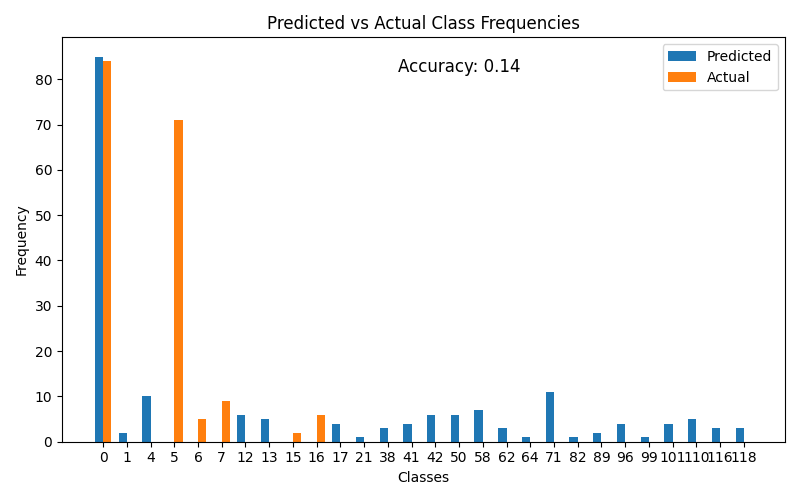 Predicted vs Actual Class Frequencies
Accuracy: 0.14
Predicted
Actual
Frequency
80
70
60
50
40
30
20
10
0
0 1 4 5 6 7 12 13 15 16 17 21 38 41 42 50 58 62 64 71 82 89 96 99 101 110 116 118
Classes